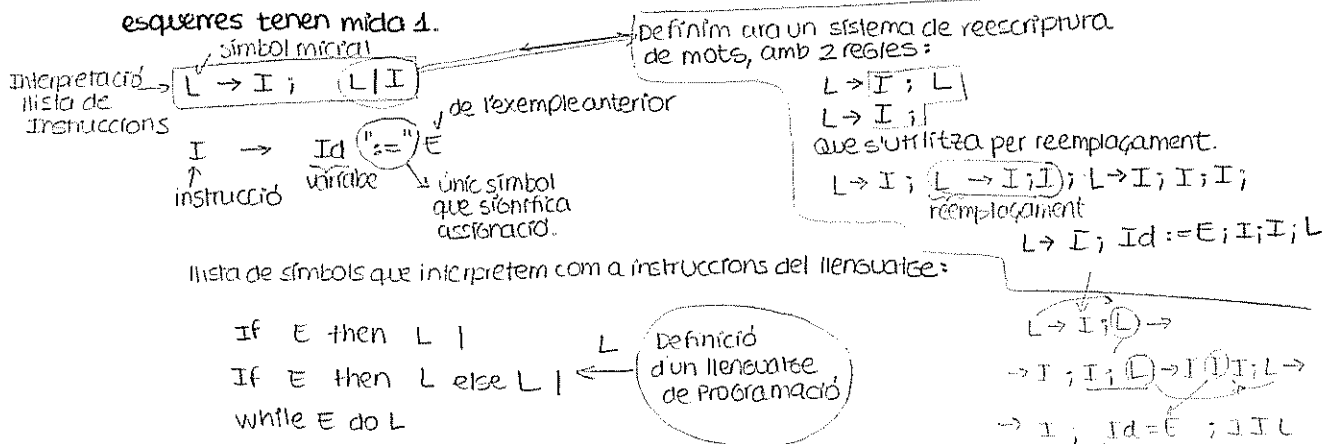 esquerres tenen mida 1.
símbol inicial
Interpretació
llista de
Instruccions
L → I ; L | I
de l'exemple anterior
I → Id ":=" E
instrucció
variable
únic símbol
que significa
assignació.
Definim ara un sistema de reescriptura
de mots, amb 2 regles:
L → I ; L
L → I ;
que s'utilitza per reemplaçament.
L → I ; L → I ; I ; L → I ; I ; I ;
reemplaçament
L → I ; Id := E ; I ; I ; L
llista de símbols que interpretem com a instruccions del llenguatge:
If E then L |
If E then L else L |
while E do L
L
Definició
d'un llenguatge
de programació
L → I ; L →
→ I ; I ; L → I I I ; L →
→ I ; Id = E ; I I L